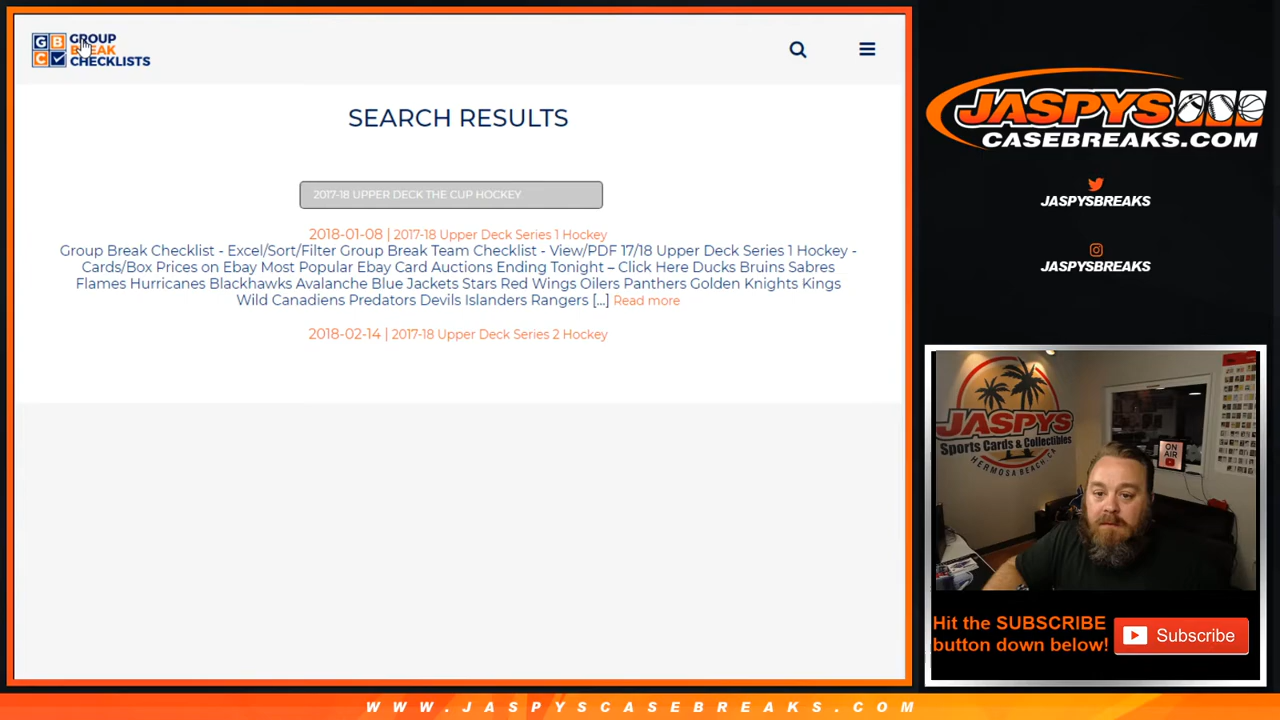 GROUP
BREAK
CHECKLISTS
G B
C
SEARCH RESULTS
2017-18 UPPER DECK THE CUP HOCKEY
2018-01-08 | 2017-18 Upper Deck Series 1 Hockey
Group Break Checklist - Excel/Sort/Filter Group Break Team Checklist - View/PDF 17/18 Upper Deck Series 1 Hockey -
Cards/Box Prices on Ebay Most Popular Ebay Card Auctions Ending Tonight – Click Here Ducks Bruins Sabres
Flames Hurricanes Blackhawks Avalanche Blue Jackets Stars Red Wings Oilers Panthers Golden Knights Kings
Wild Canadiens Predators Devils Islanders Rangers [...] Read more
2018-02-14 | 2017-18 Upper Deck Series 2 Hockey
JASPYS
CASEBREAKS.COM
JASPYSBREAKS
JASPYSBREAKS
JASPYS
Sports Cards & Collectibles
HERMOSA BEACH, CA
ON
AIR
Hit the SUBSCRIBE
button down below!
Subscribe
WWW.JASPYSCASEBREAKS.COM